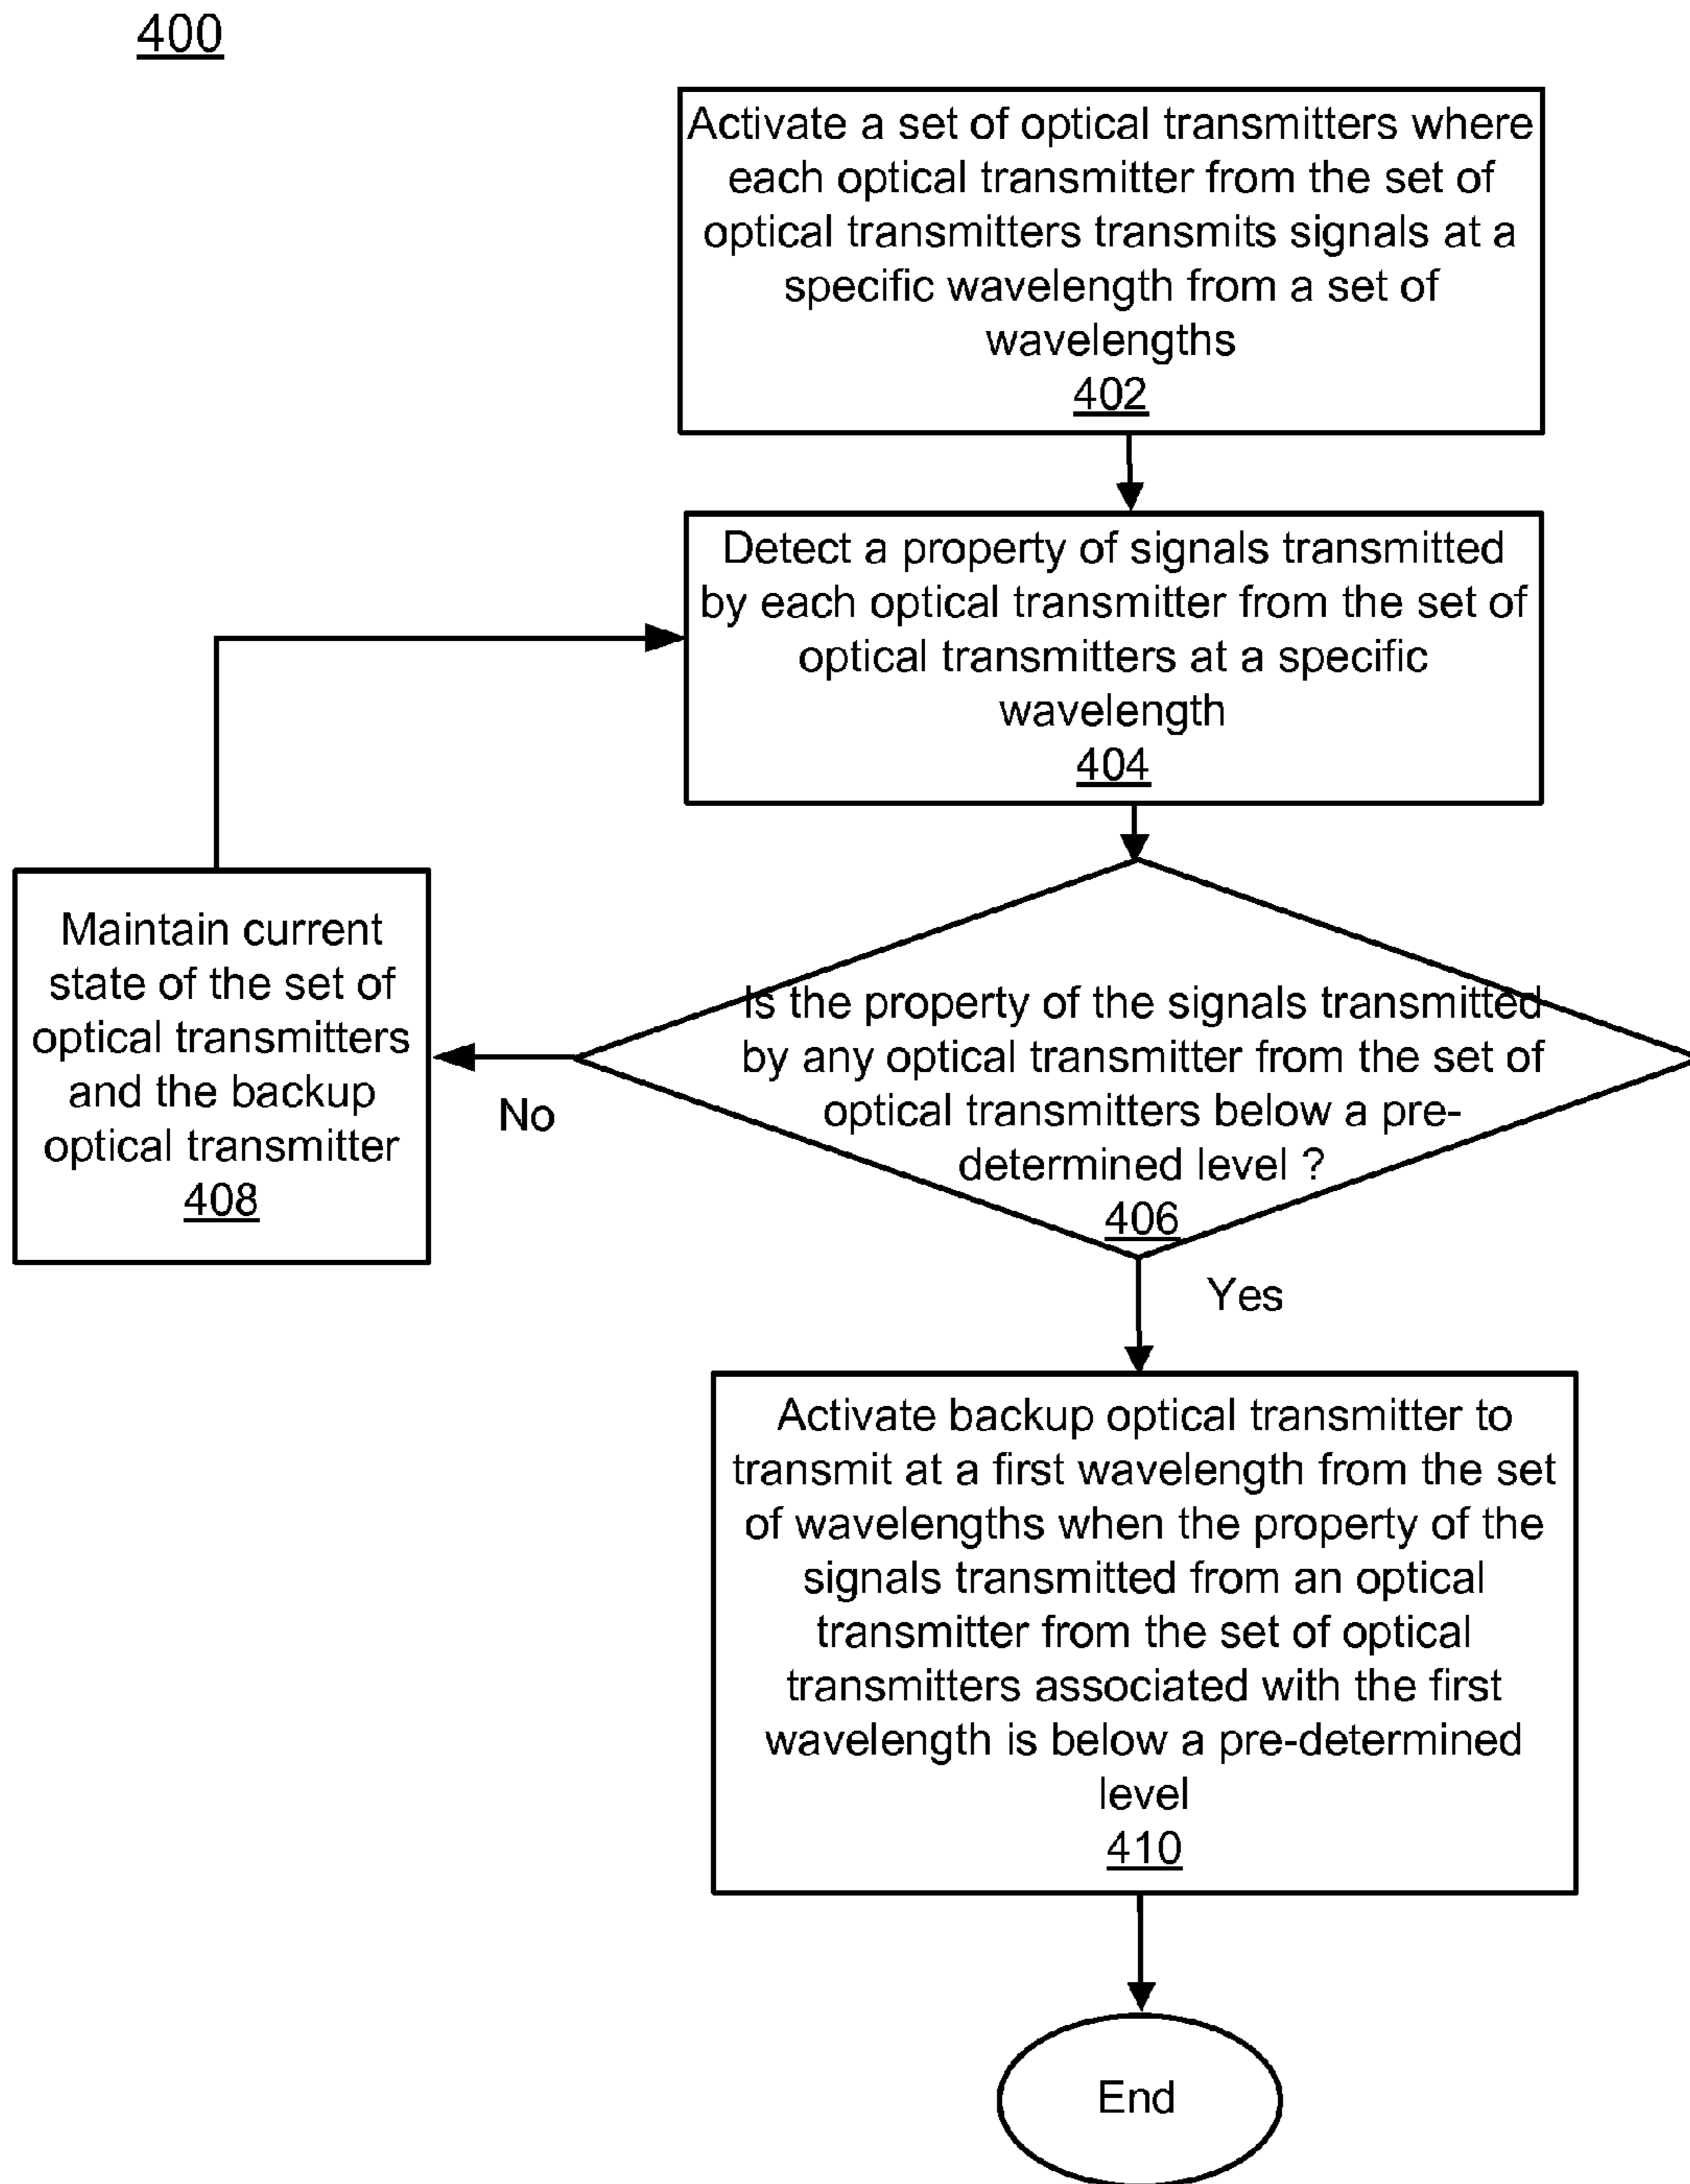 400
Activate a set of optical transmitters where
each optical transmitter from the set of
optical transmitters transmits signals at a
specific wavelength from a set of
wavelengths
402
Detect a property of signals transmitted
by each optical transmitter from the set of
optical transmitters at a specific
wavelength
404
Is the property of the signals transmitted
by any optical transmitter from the set of
optical transmitters below a pre-
determined level ?
406
No
Maintain current
state of the set of
optical transmitters
and the backup
optical transmitter
408
Yes
Activate backup optical transmitter to
transmit at a first wavelength from the set
of wavelengths when the property of the
signals transmitted from an optical
transmitter from the set of optical
transmitters associated with the first
wavelength is below a pre-determined
level
410
End